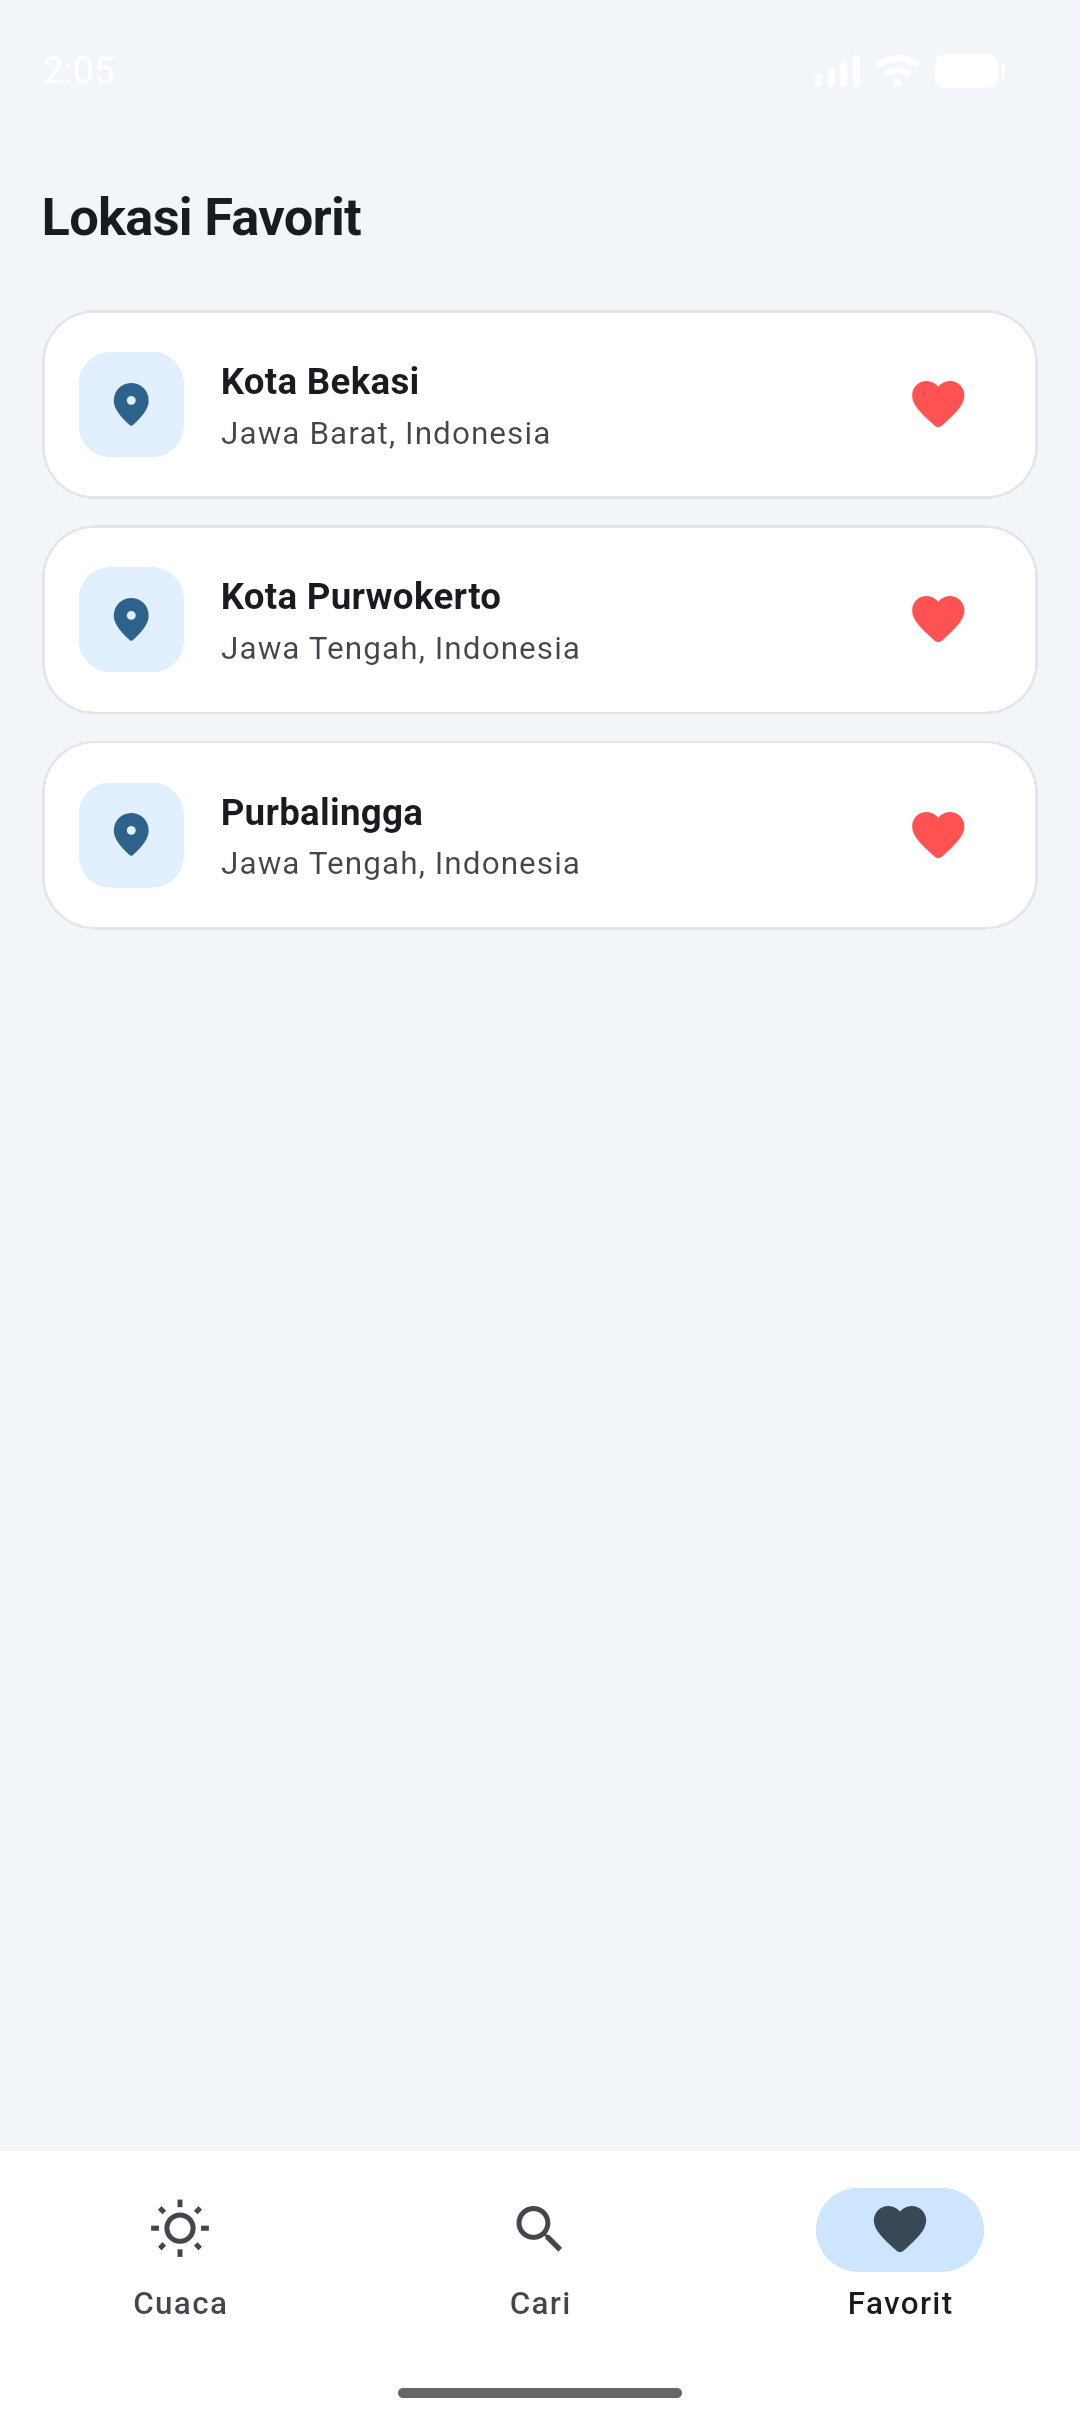 2:05
Lokasi Favorit
Kota Bekasi
Jawa Barat, Indonesia
Kota Purwokerto
Jawa Tengah, Indonesia
Purbalingga
Jawa Tengah, Indonesia
Cuaca
Cari
Favorit